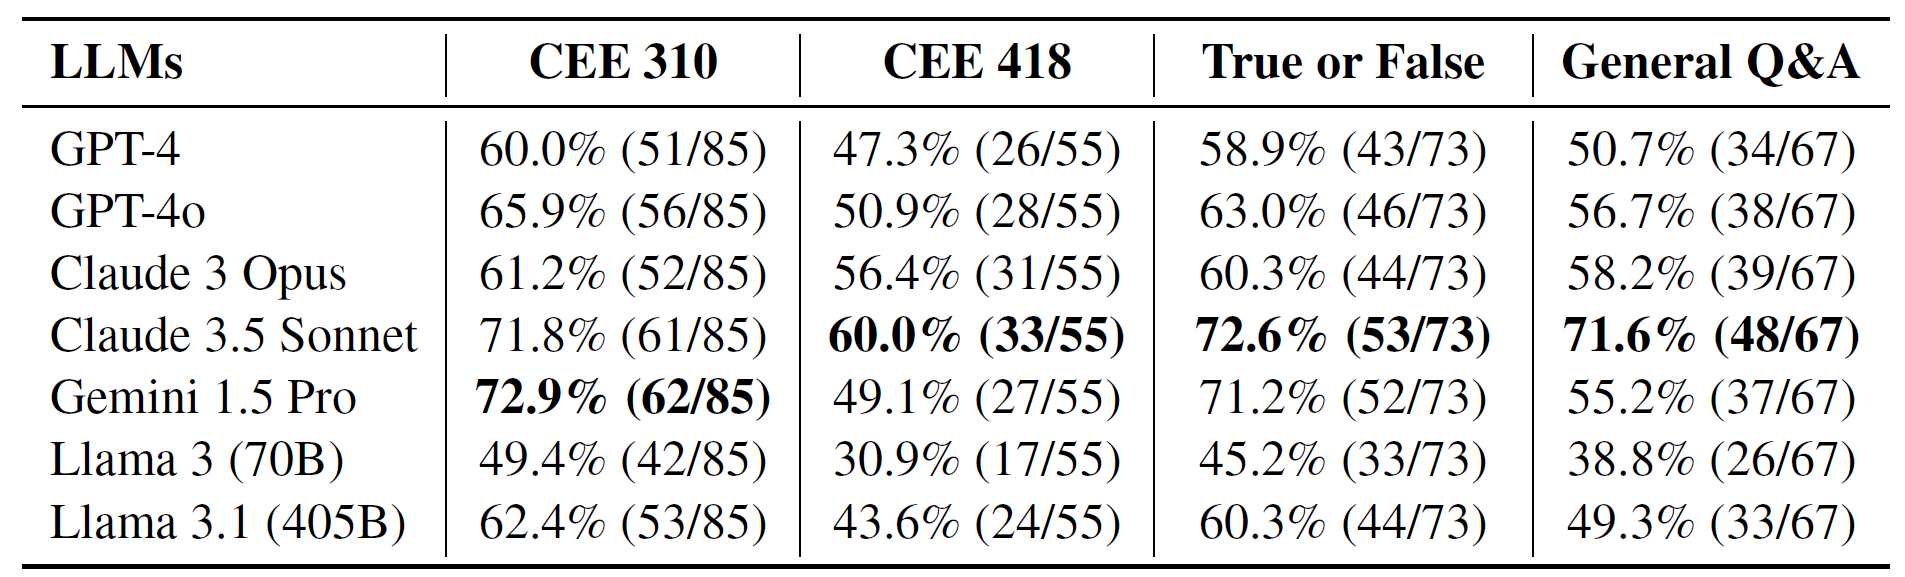 LLMs CEE 310 CEE 418 True or False General Q&A
GPT-4 60.0% (51/85) 47.3% (26/55) 58.9% (43/73) 50.7% (34/67)
GPT-4o 65.9% (56/85) 50.9% (28/55) 63.0% (46/73) 56.7% (38/67)
Claude 3 Opus 61.2% (52/85) 56.4% (31/55) 60.3% (44/73) 58.2% (39/67)
Claude 3.5 Sonnet 71.8% (61/85) 60.0% (33/55) 72.6% (53/73) 71.6% (48/67)
Gemini 1.5 Pro 72.9% (62/85) 49.1% (27/55) 71.2% (52/73) 55.2% (37/67)
Llama 3 (70B) 49.4% (42/85) 30.9% (17/55) 45.2% (33/73) 38.8% (26/67)
Llama 3.1 (405B) 62.4% (53/85) 43.6% (24/55) 60.3% (44/73) 49.3% (33/67)